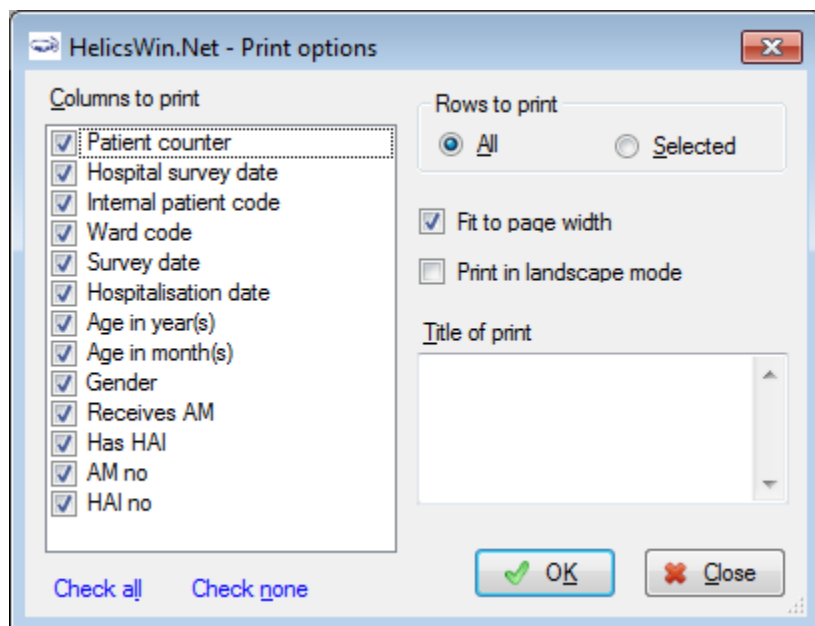 HelicsWin.Net - Print options
Columns to print
Patient counter
Hospital survey date
Internal patient code
Ward code
Survey date
Hospitalisation date
Age in year(s)
Age in month(s)
Gender
Receives AM
Has HAI
AM no
HAI no
Check all Check none
Rows to print
All Selected
Fit to page width
Print in landscape mode
Title of print
OK Close